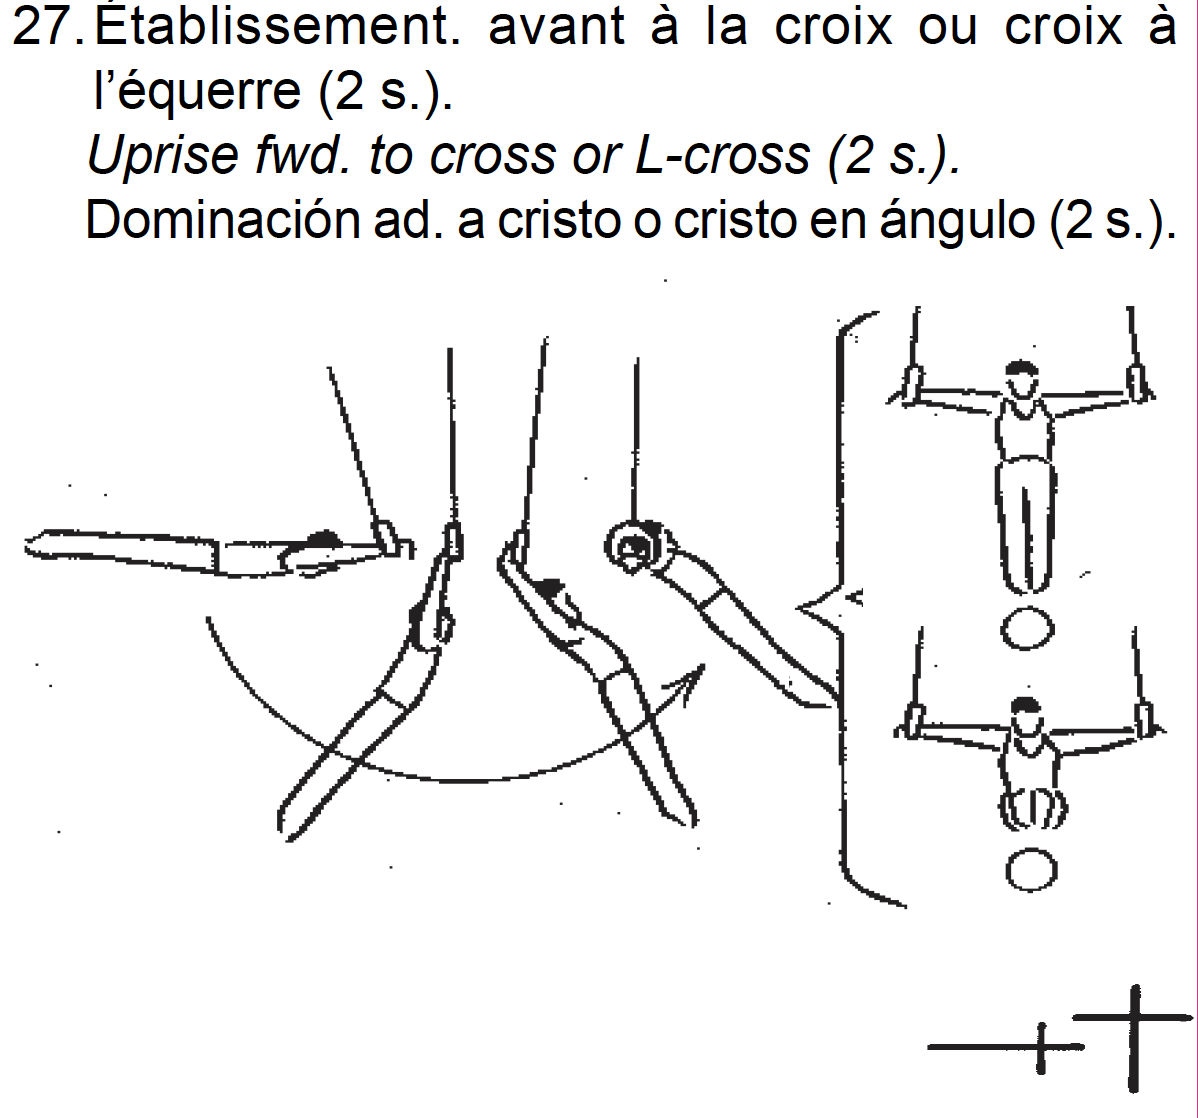 27. Établissement. avant à la croix ou croix à
l’équerre (2 s.).
Uprise fwd. to cross or L-cross (2 s.).
Dominación ad. a cristo o cristo en ángulo (2 s.).